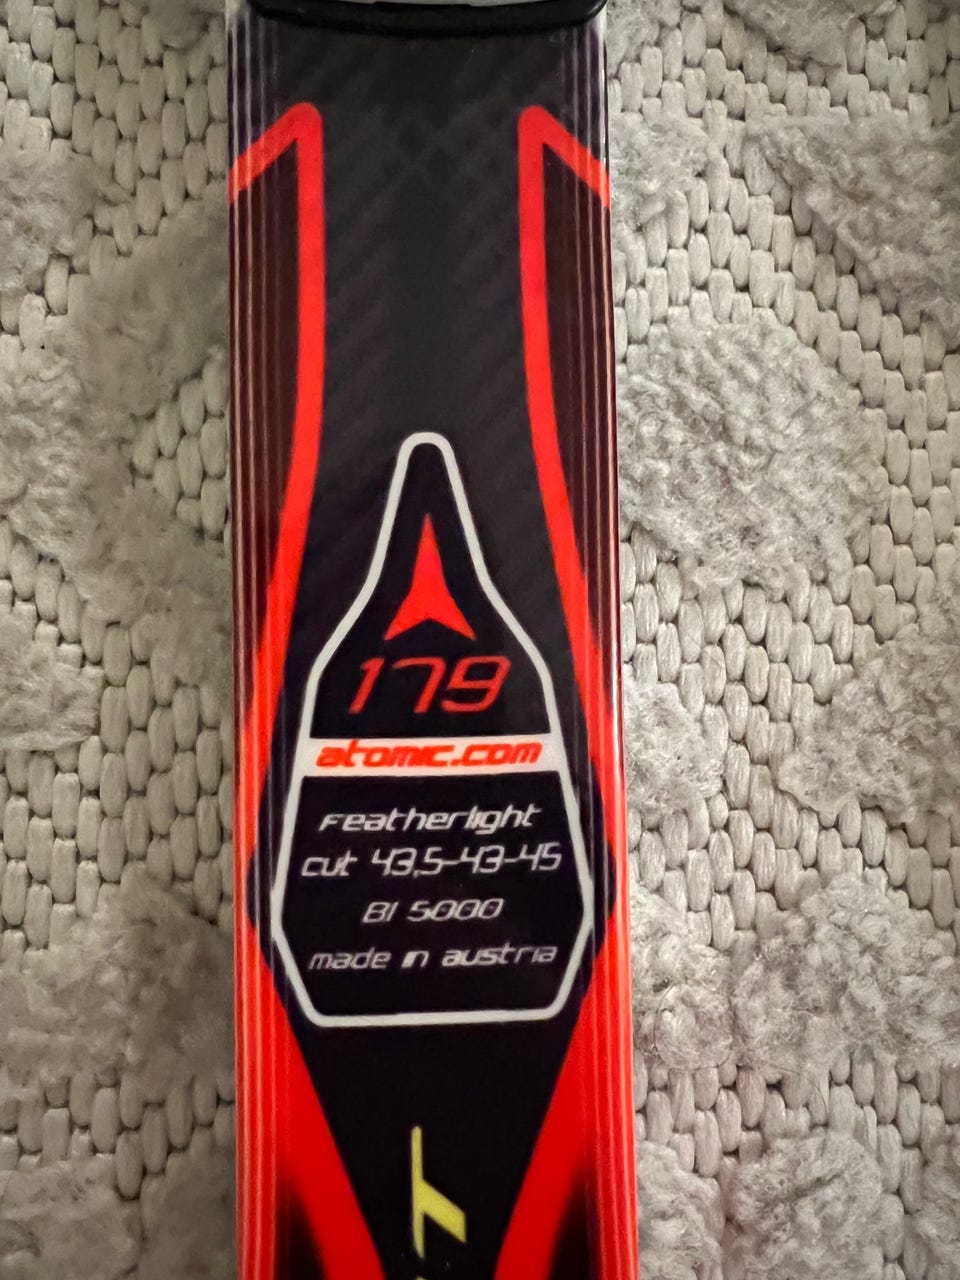 179
atomic.com
Featherlight
cut 43,5-43-45
BI 5000
made in austria
T